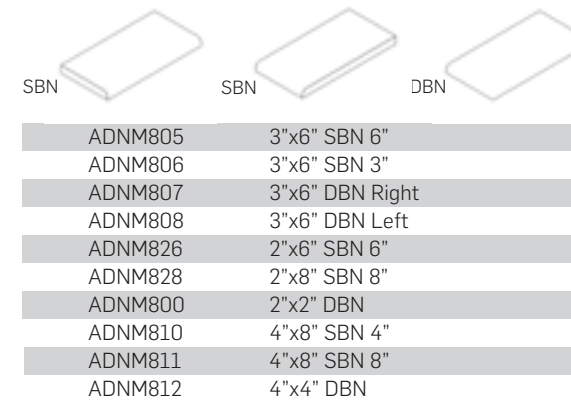 SBN SBN DBN
ADNM805 3"x6" SBN 6"
ADNM806 3"x6" SBN 3"
ADNM807 3"x6" DBN Right
ADNM808 3"x6" DBN Left
ADNM826 2"x6" SBN 6"
ADNM828 2"x8" SBN 8"
ADNM800 2"x2" DBN
ADNM810 4"x8" SBN 4"
ADNM811 4"x8" SBN 8"
ADNM812 4"x4" DBN